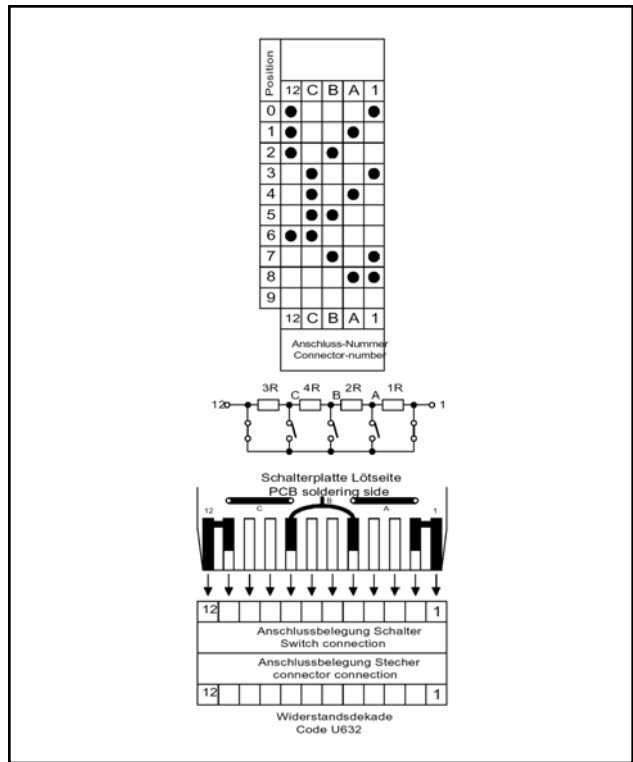 Position
12 C B A 1
0
1
2
3
4
5
6
7
8
9
12 C B A 1
Anschluss-Nummer
Connector-number
3R C 4R B 2R A 1R
12 1
Schalterplatte Lötseite
PCB soldering side
12 C B A 1
12 1
Anschlussbelegung Schalter
Switch connection
Anschlussbelegung Stecher
connector connection
12 1
Widerstandsdekade
Code U632